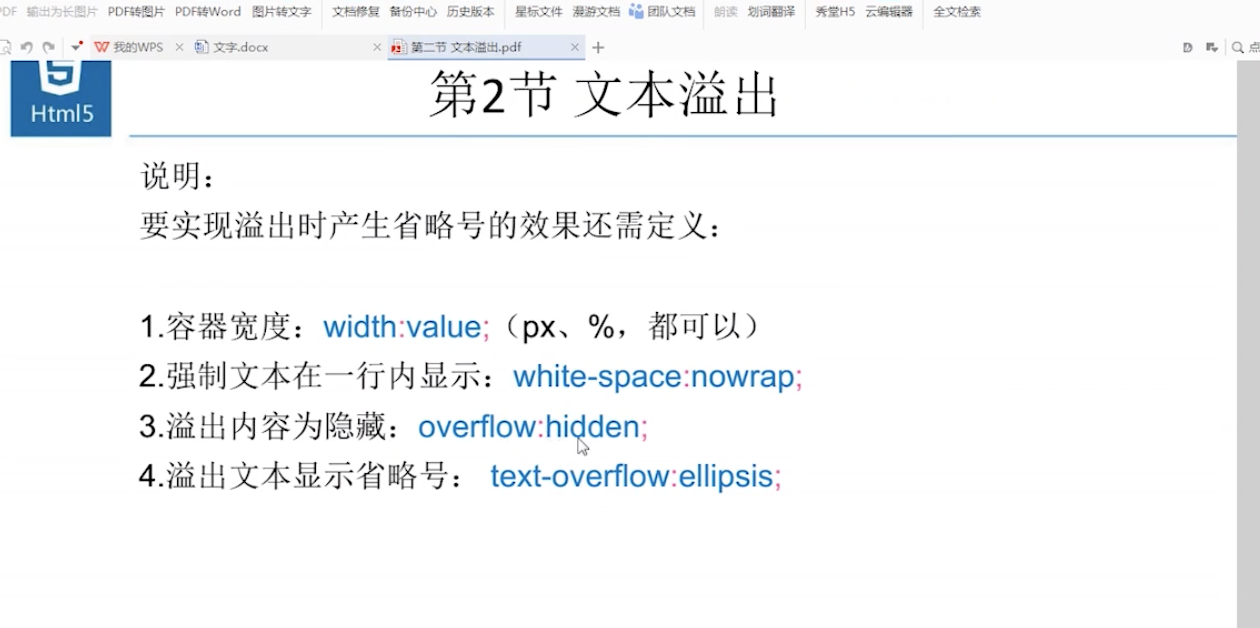 PDF 输出为长图片 PDF转图片 PDF转Word 图片转文字 文档修复 备份中心 历史版本 星标文件 漫游文档 团队文档 朗读 划词翻译 秀堂H5 云编辑器 全文检索
我的WPS × 文字.docx × 第二节 文本溢出.pdf × + 点
Html5
第2节 文本溢出
说明：
要实现溢出时产生省略号的效果还需定义：
1.容器宽度：width:value;（px、%，都可以）
2.强制文本在一行内显示：white-space:nowrap;
3.溢出内容为隐藏：overflow:hidden;
4.溢出文本显示省略号： text-overflow:ellipsis;